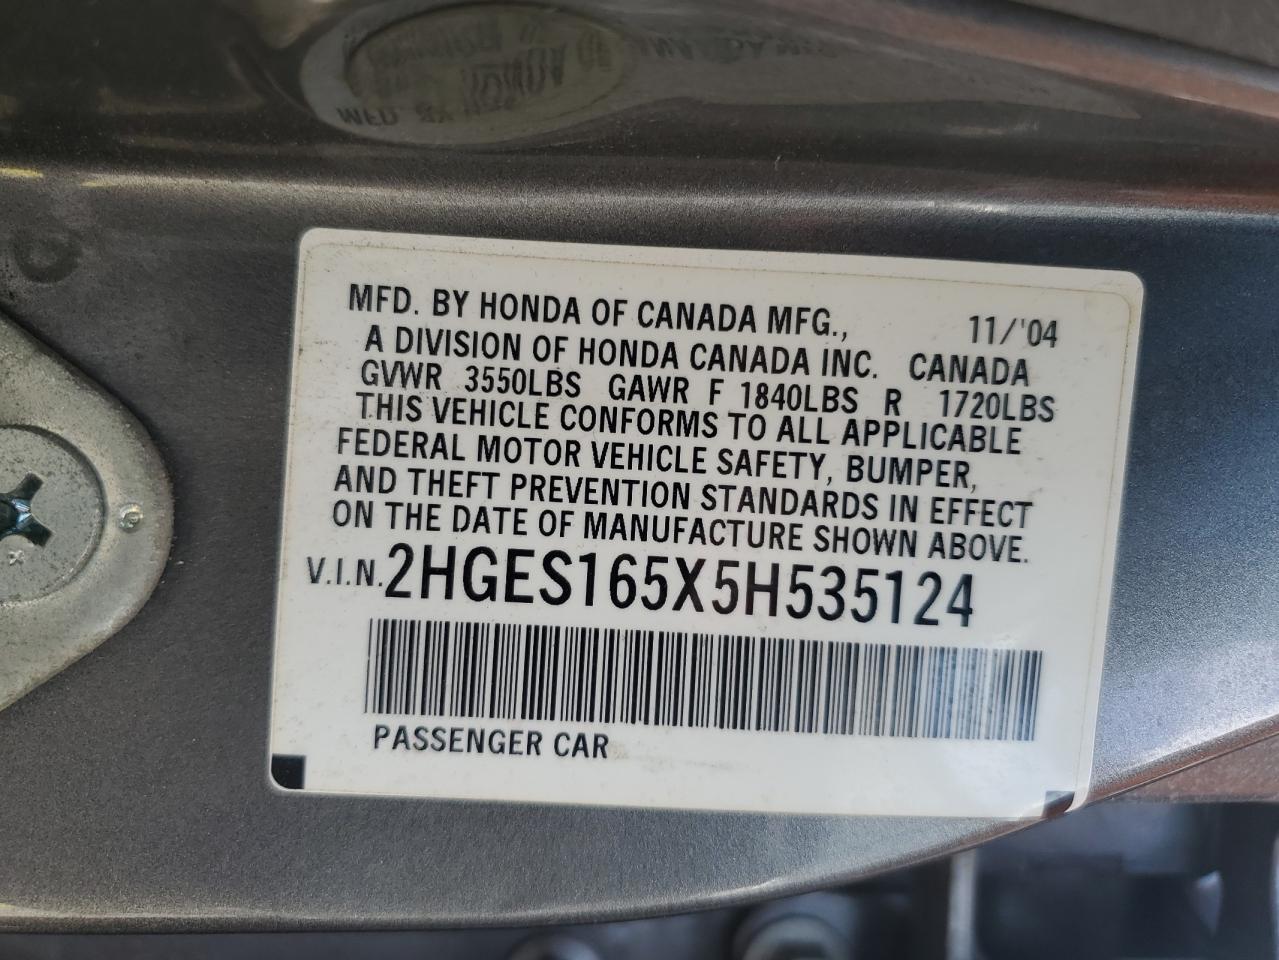 MFD. BY HONDA OF CANADA MFG., 11/'04
A DIVISION OF HONDA CANADA INC. CANADA
GVWR 3550LBS GAWR F 1840LBS R 1720LBS
THIS VEHICLE CONFORMS TO ALL APPLICABLE
FEDERAL MOTOR VEHICLE SAFETY, BUMPER,
AND THEFT PREVENTION STANDARDS IN EFFECT
ON THE DATE OF MANUFACTURE SHOWN ABOVE.
V.I.N. 2HGES165X5H535124
PASSENGER CAR